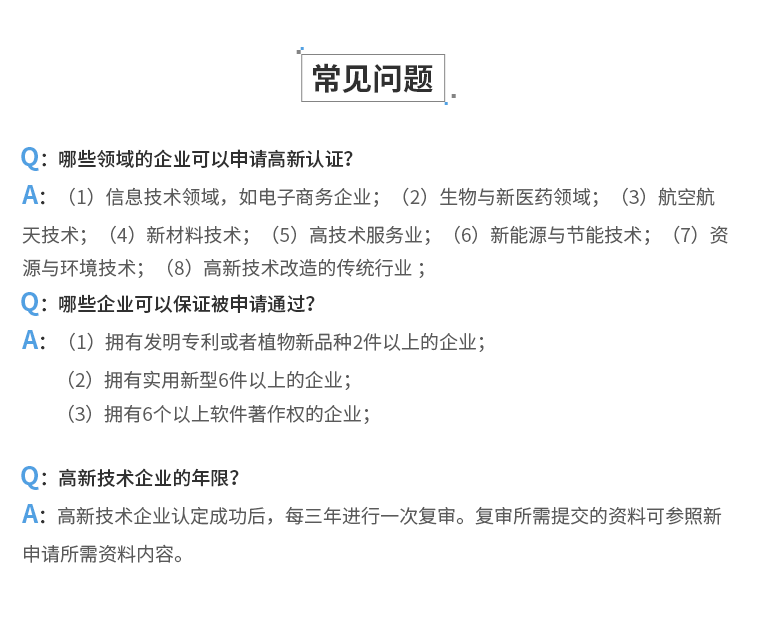 常见问题
Q：哪些领域的企业可以申请高新认证？
A：（1）信息技术领域，如电子商务企业；（2）生物与新医药领域；（3）航空航
天技术；（4）新材料技术；（5）高技术服务业；（6）新能源与节能技术；（7）资
源与环境技术；（8）高新技术改造的传统行业 ；
Q：哪些企业可以保证被申请通过？
A：（1）拥有发明专利或者植物新品种2件以上的企业；
（2）拥有实用新型6件以上的企业；
（3）拥有6个以上软件著作权的企业；
Q：高新技术企业的年限？
A：高新技术企业认定成功后，每三年进行一次复审。复审所需提交的资料可参照新
申请所需资料内容。